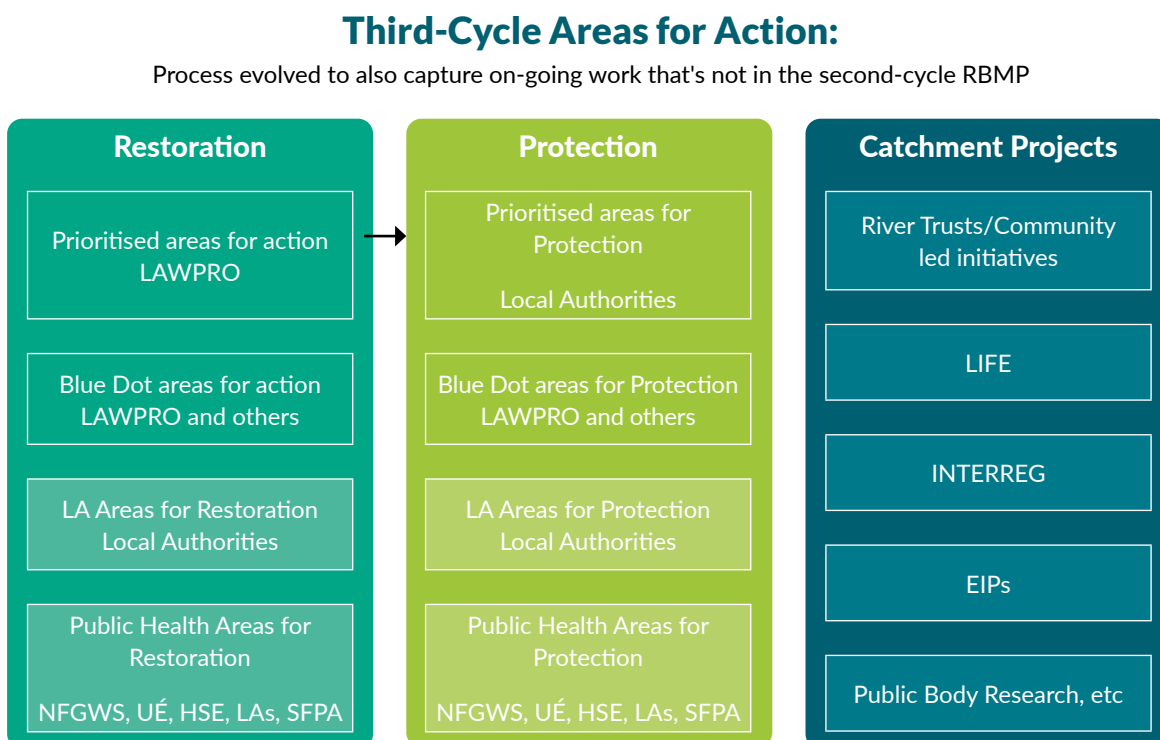 Third-Cycle Areas for Action:
Process evolved to also capture on-going work that's not in the second-cycle RBMP
Restoration
Prioritised areas for action
LAWPRO
Blue Dot areas for action
LAWPRO and others
LA Areas for Restoration
Local Authorities
Public Health Areas for
Restoration
NFGWS, UÉ, HSE, LAs, SFPA
Protection
Prioritised areas for
Protection
Local Authorities
Blue Dot areas for Protection
LAWPRO and others
LA Areas for Protection
Local Authorities
Public Health Areas for
Protection
NFGWS, UÉ, HSE, LAs, SFPA
Catchment Projects
River Trusts/Community
led initiatives
LIFE
INTERREG
EIPs
Public Body Research, etc